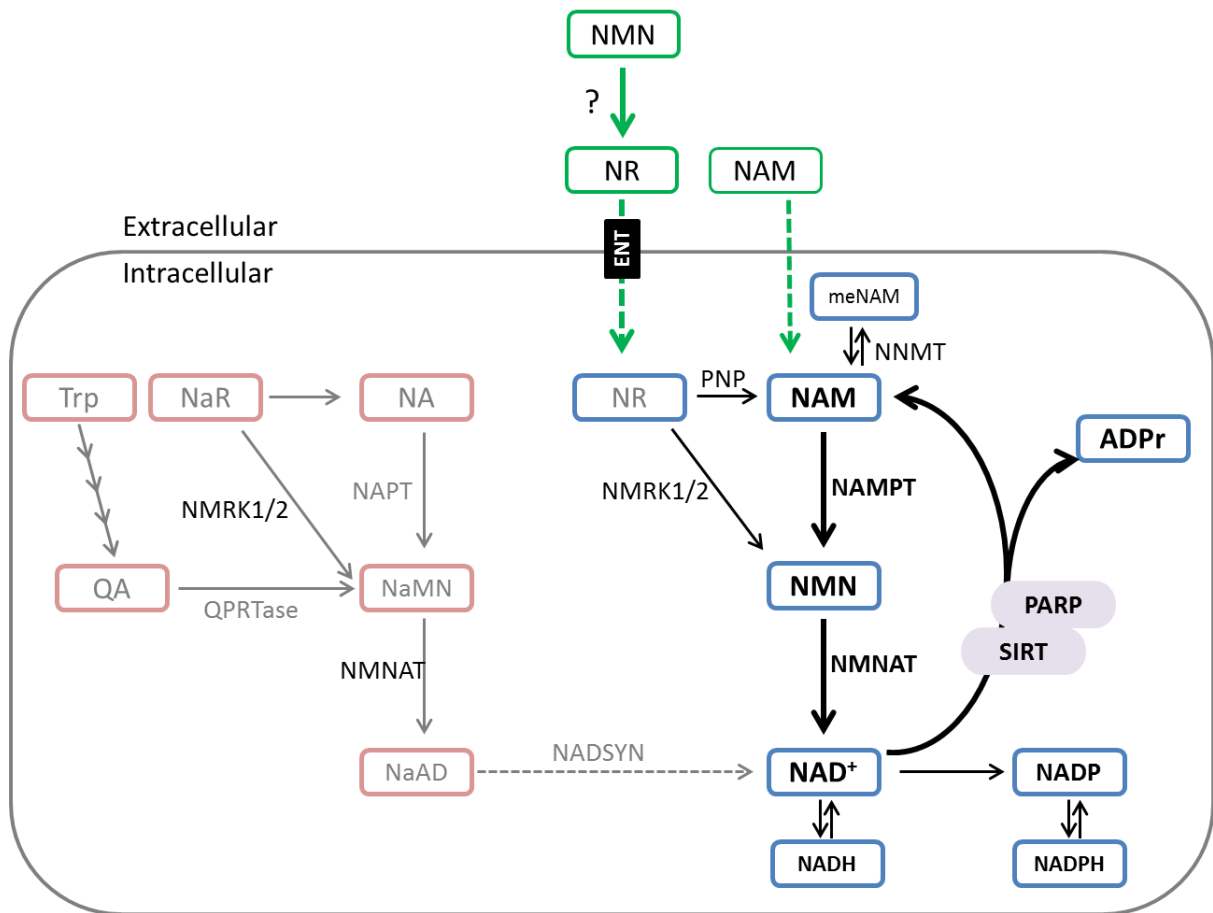 NMN
?
NR
NAM
Extracellular
ENT
Intracellular
meNAM
NNMT
Trp
NaR
NA
NR
PNP
NAM
ADPr
NMRK1/2
NAPT
NMRK1/2
NAMPT
QA
QPRTase
NaMN
NMN
PARP
SIRT
NMNAT
NMNAT
NaAD
NADSYN
NAD⁺
NADP
NADH
NADPH